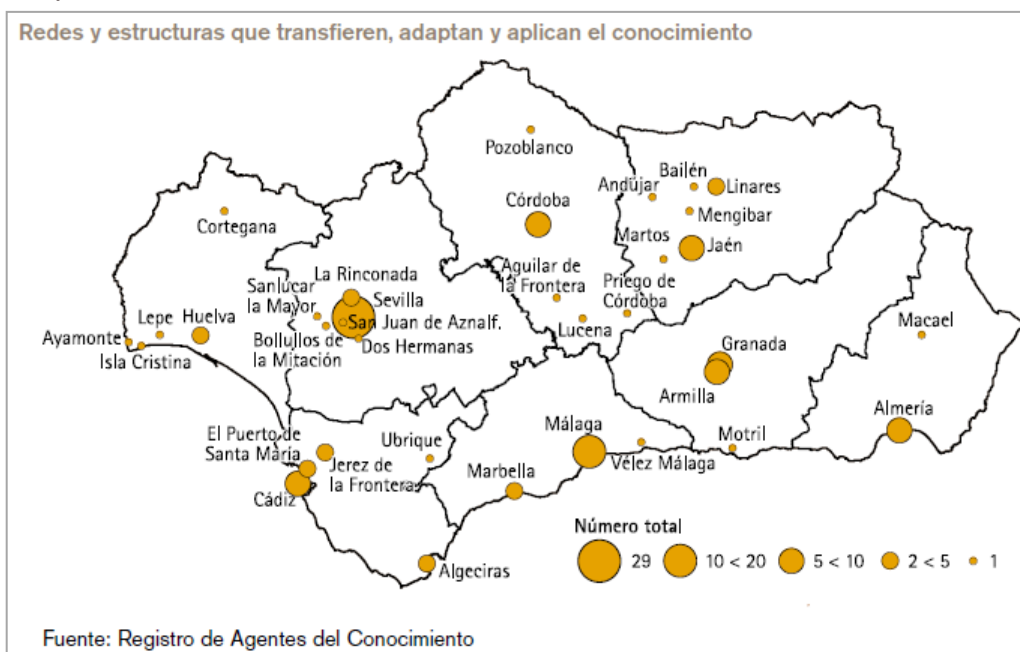 Redes y estructuras que transfieren, adaptan y aplican el conocimiento
Pozoblanco
Bailén
Andújar
Linares
Córdoba
Mengibar
Cortegana
Martos
Jaén
Aguilar de
la Frontera
Priego de
Córdoba
La Rinconada
Sanlúcar
la Mayor
Sevilla
San Juan de Aznalf.
Lepe
Huelva
Ayamonte
Isla Cristina
Bollullos de
la Mitación
Dos Hermanas
Lucena
Macael
Granada
Armilla
Almería
El Puerto de
Santa María
Ubrique
Málaga
Motril
Jerez de
la Frontera
Marbella
Vélez Málaga
Cádiz
Algeciras
Número total
29
10 < 20
5 < 10
2 < 5
1
Fuente: Registro de Agentes del Conocimiento